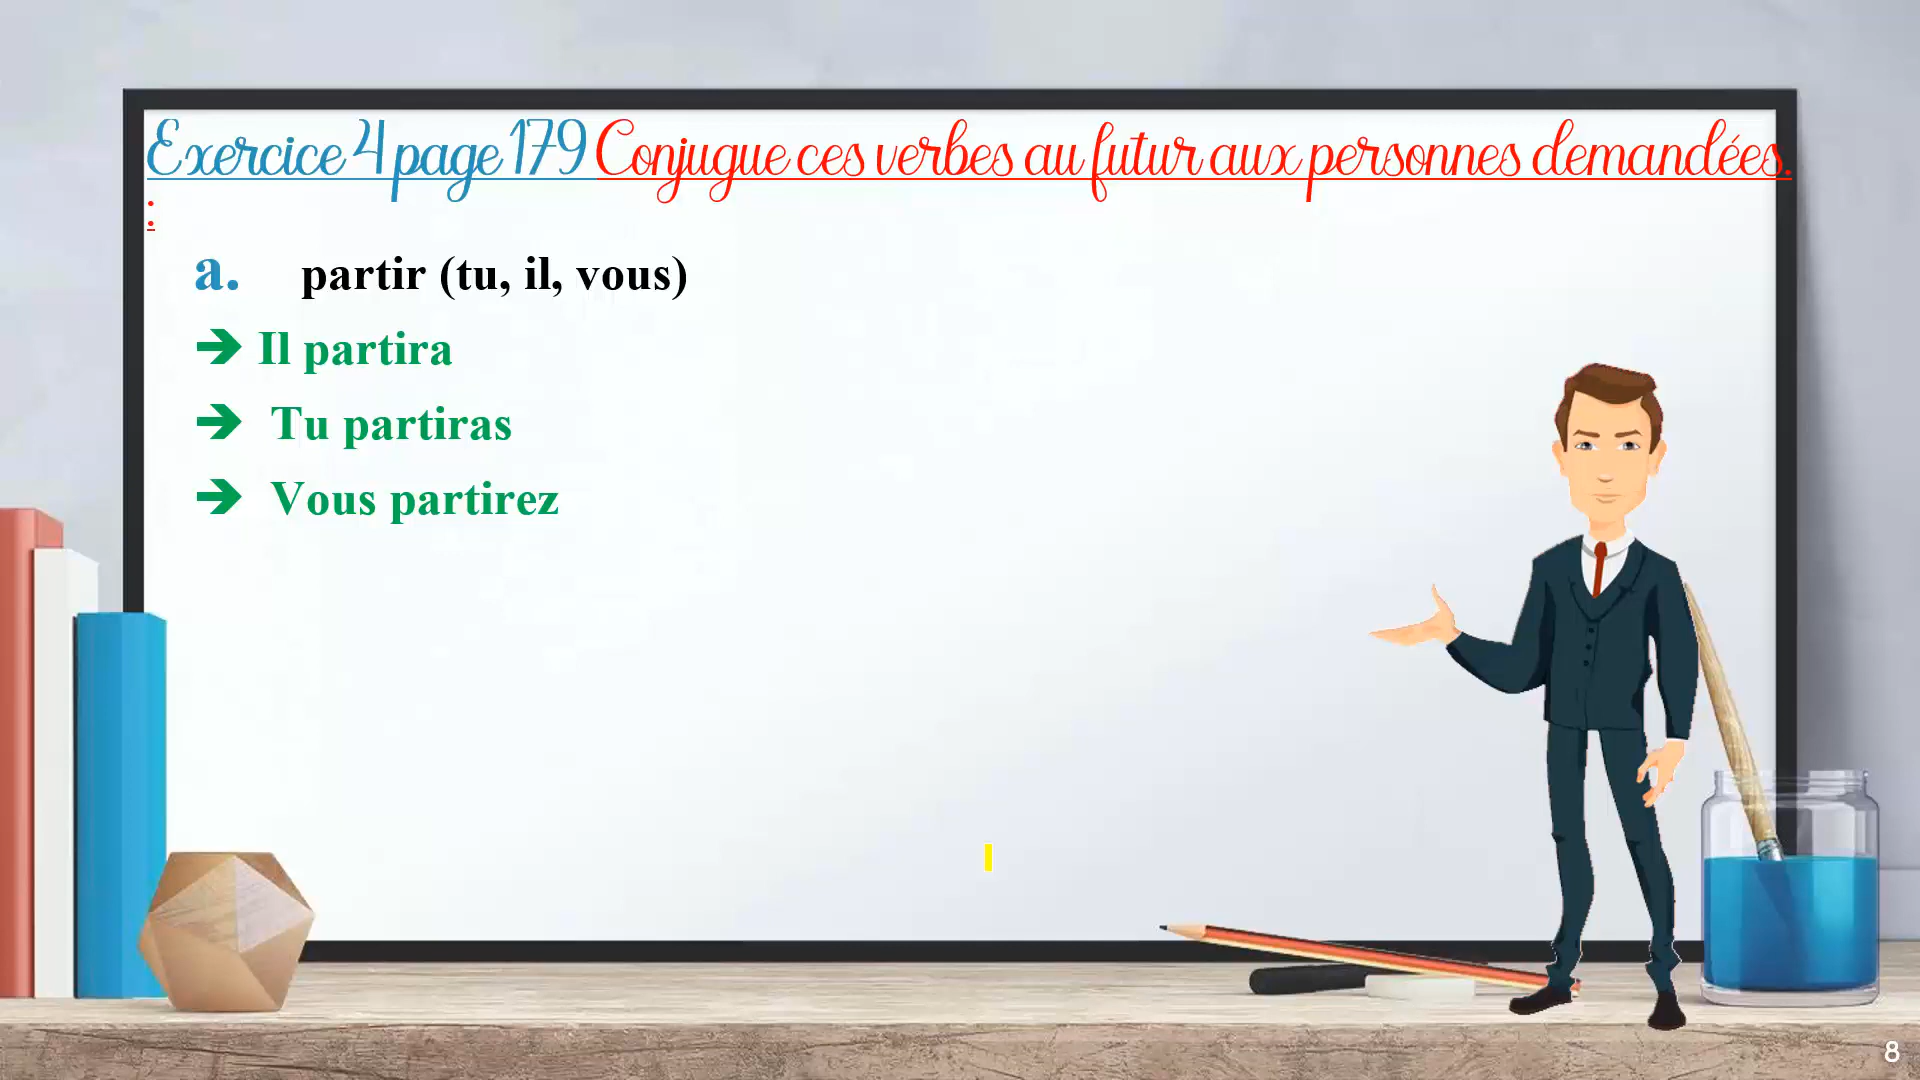 Exercice 4 page 179 Conjugue ces verbes au futur aux personnes demandées.
:
a. partir (tu, il, vous)
➔ Il partira
➔ Tu partiras
➔ Vous partirez
8